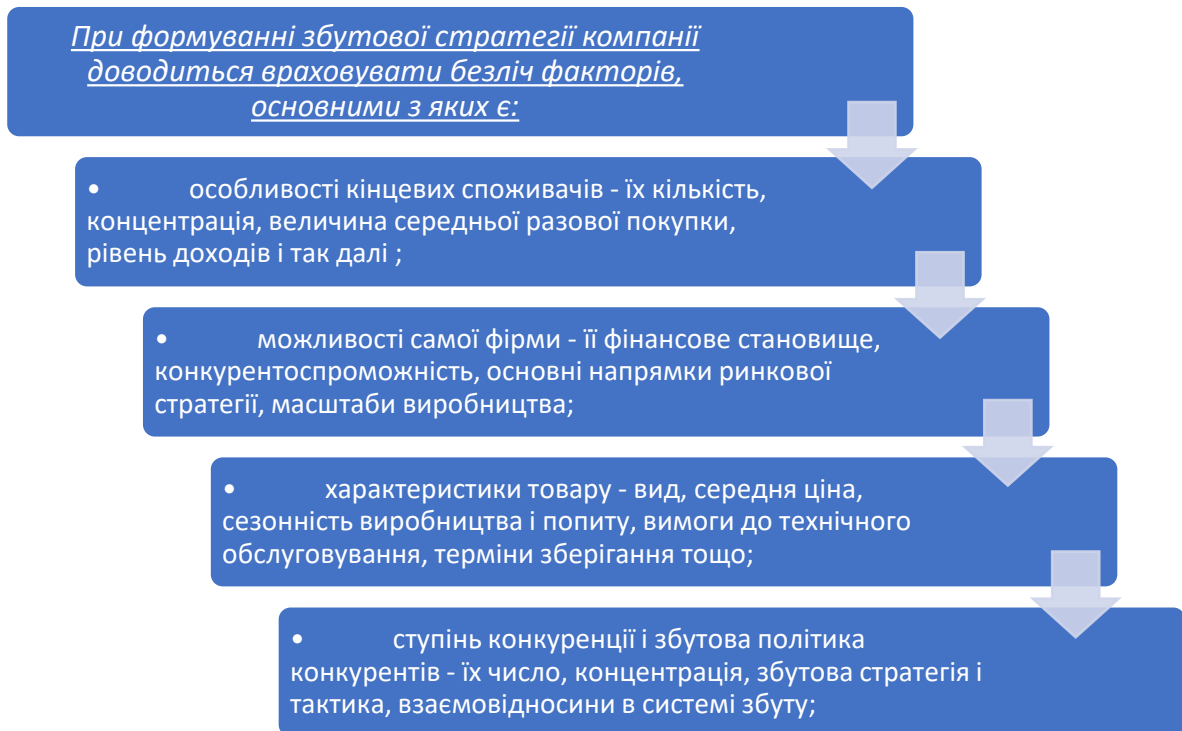 При формуванні збутової стратегії компанії
доводиться враховувати безліч факторів,
основними з яких є:
• особливості кінцевих споживачів - їх кількість,
концентрація, величина середньої разової покупки,
рівень доходів і так далі ;
• можливості самої фірми - її фінансове становище,
конкурентоспроможність, основні напрямки ринкової
стратегії, масштаби виробництва;
• характеристики товару - вид, середня ціна,
сезонність виробництва і попиту, вимоги до технічного
обслуговування, терміни зберігання тощо;
• ступінь конкуренції і збутова політика
конкурентів - їх число, концентрація, збутова стратегія і
тактика, взаємовідносини в системі збуту;